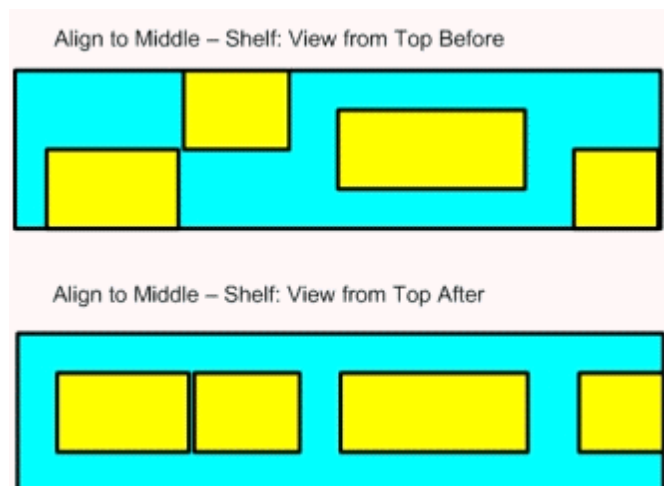 Align to Middle – Shelf: View from Top Before
Align to Middle – Shelf: View from Top After